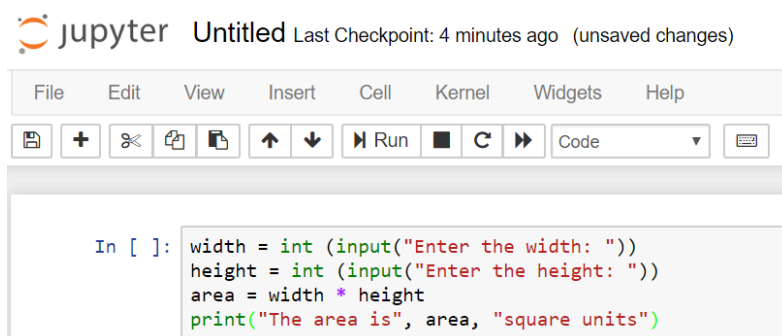 jupyter Untitled Last Checkpoint: 4 minutes ago (unsaved changes)
File Edit View Insert Cell Kernel Widgets Help
Run Code
In [ ]: width = int (input("Enter the width: "))
height = int (input("Enter the height: "))
area = width * height
print("The area is", area, "square units")